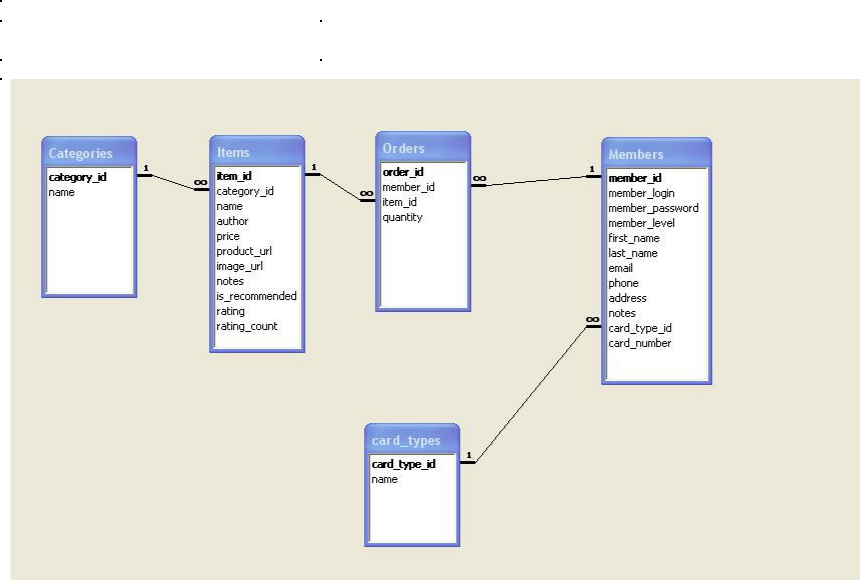 Categories
category_id
name
1
∞
Items
item_id
category_id
name
author
price
product_url
image_url
notes
is_recommended
rating
rating_count
1
∞
Orders
order_id
member_id
item_id
quantity
∞
1
Members
member_id
member_login
member_password
member_level
first_name
last_name
email
phone
address
notes
card_type_id
card_number
∞
card_types
card_type_id
name
1